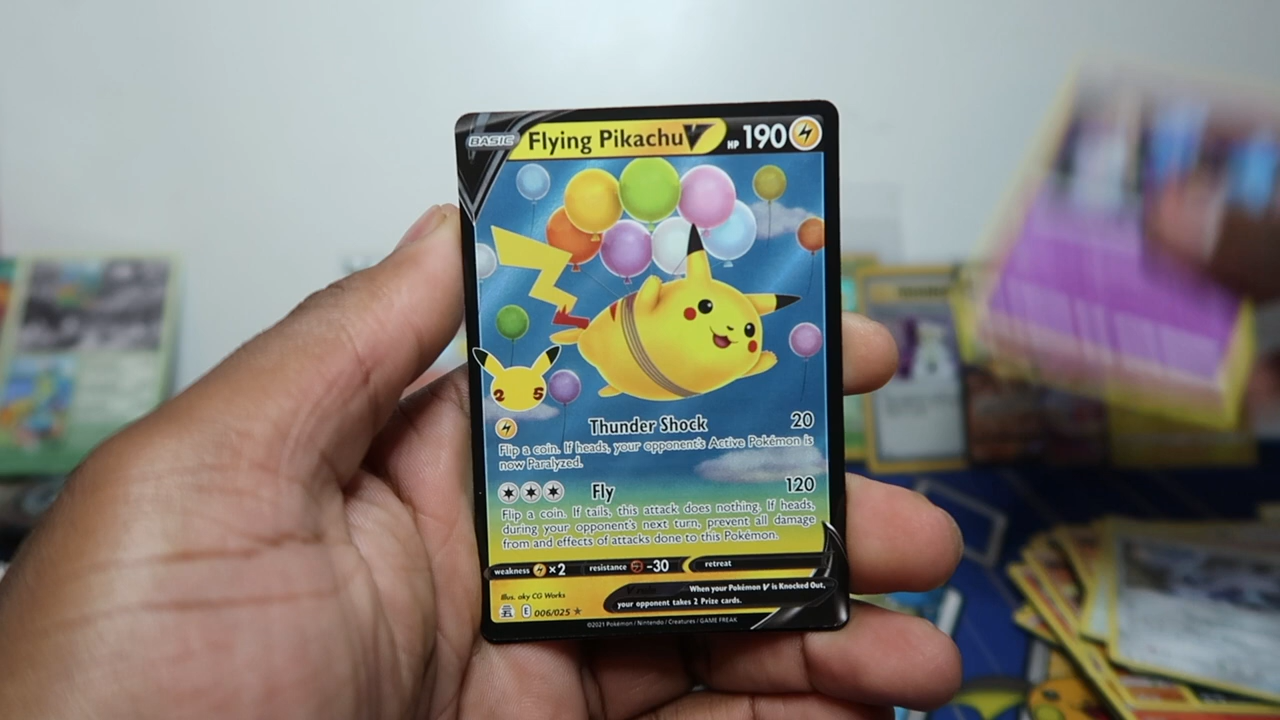 BASIC Flying Pikachu V HP 190
25
Thunder Shock 20
Flip a coin. If heads, your opponent's Active Pokémon is
now Paralyzed.
Fly 120
Flip a coin. If tails, this attack does nothing. If heads,
during your opponent's next turn, prevent all damage
from and effects of attacks done to this Pokémon.
weakness ×2 resistance -30 retreat
Illus. aky CG Works
V rule When your Pokémon V is Knocked Out,
your opponent takes 2 Prize cards.
E 006/025 ★
©2021 Pokémon / Nintendo / Creatures / GAME FREAK